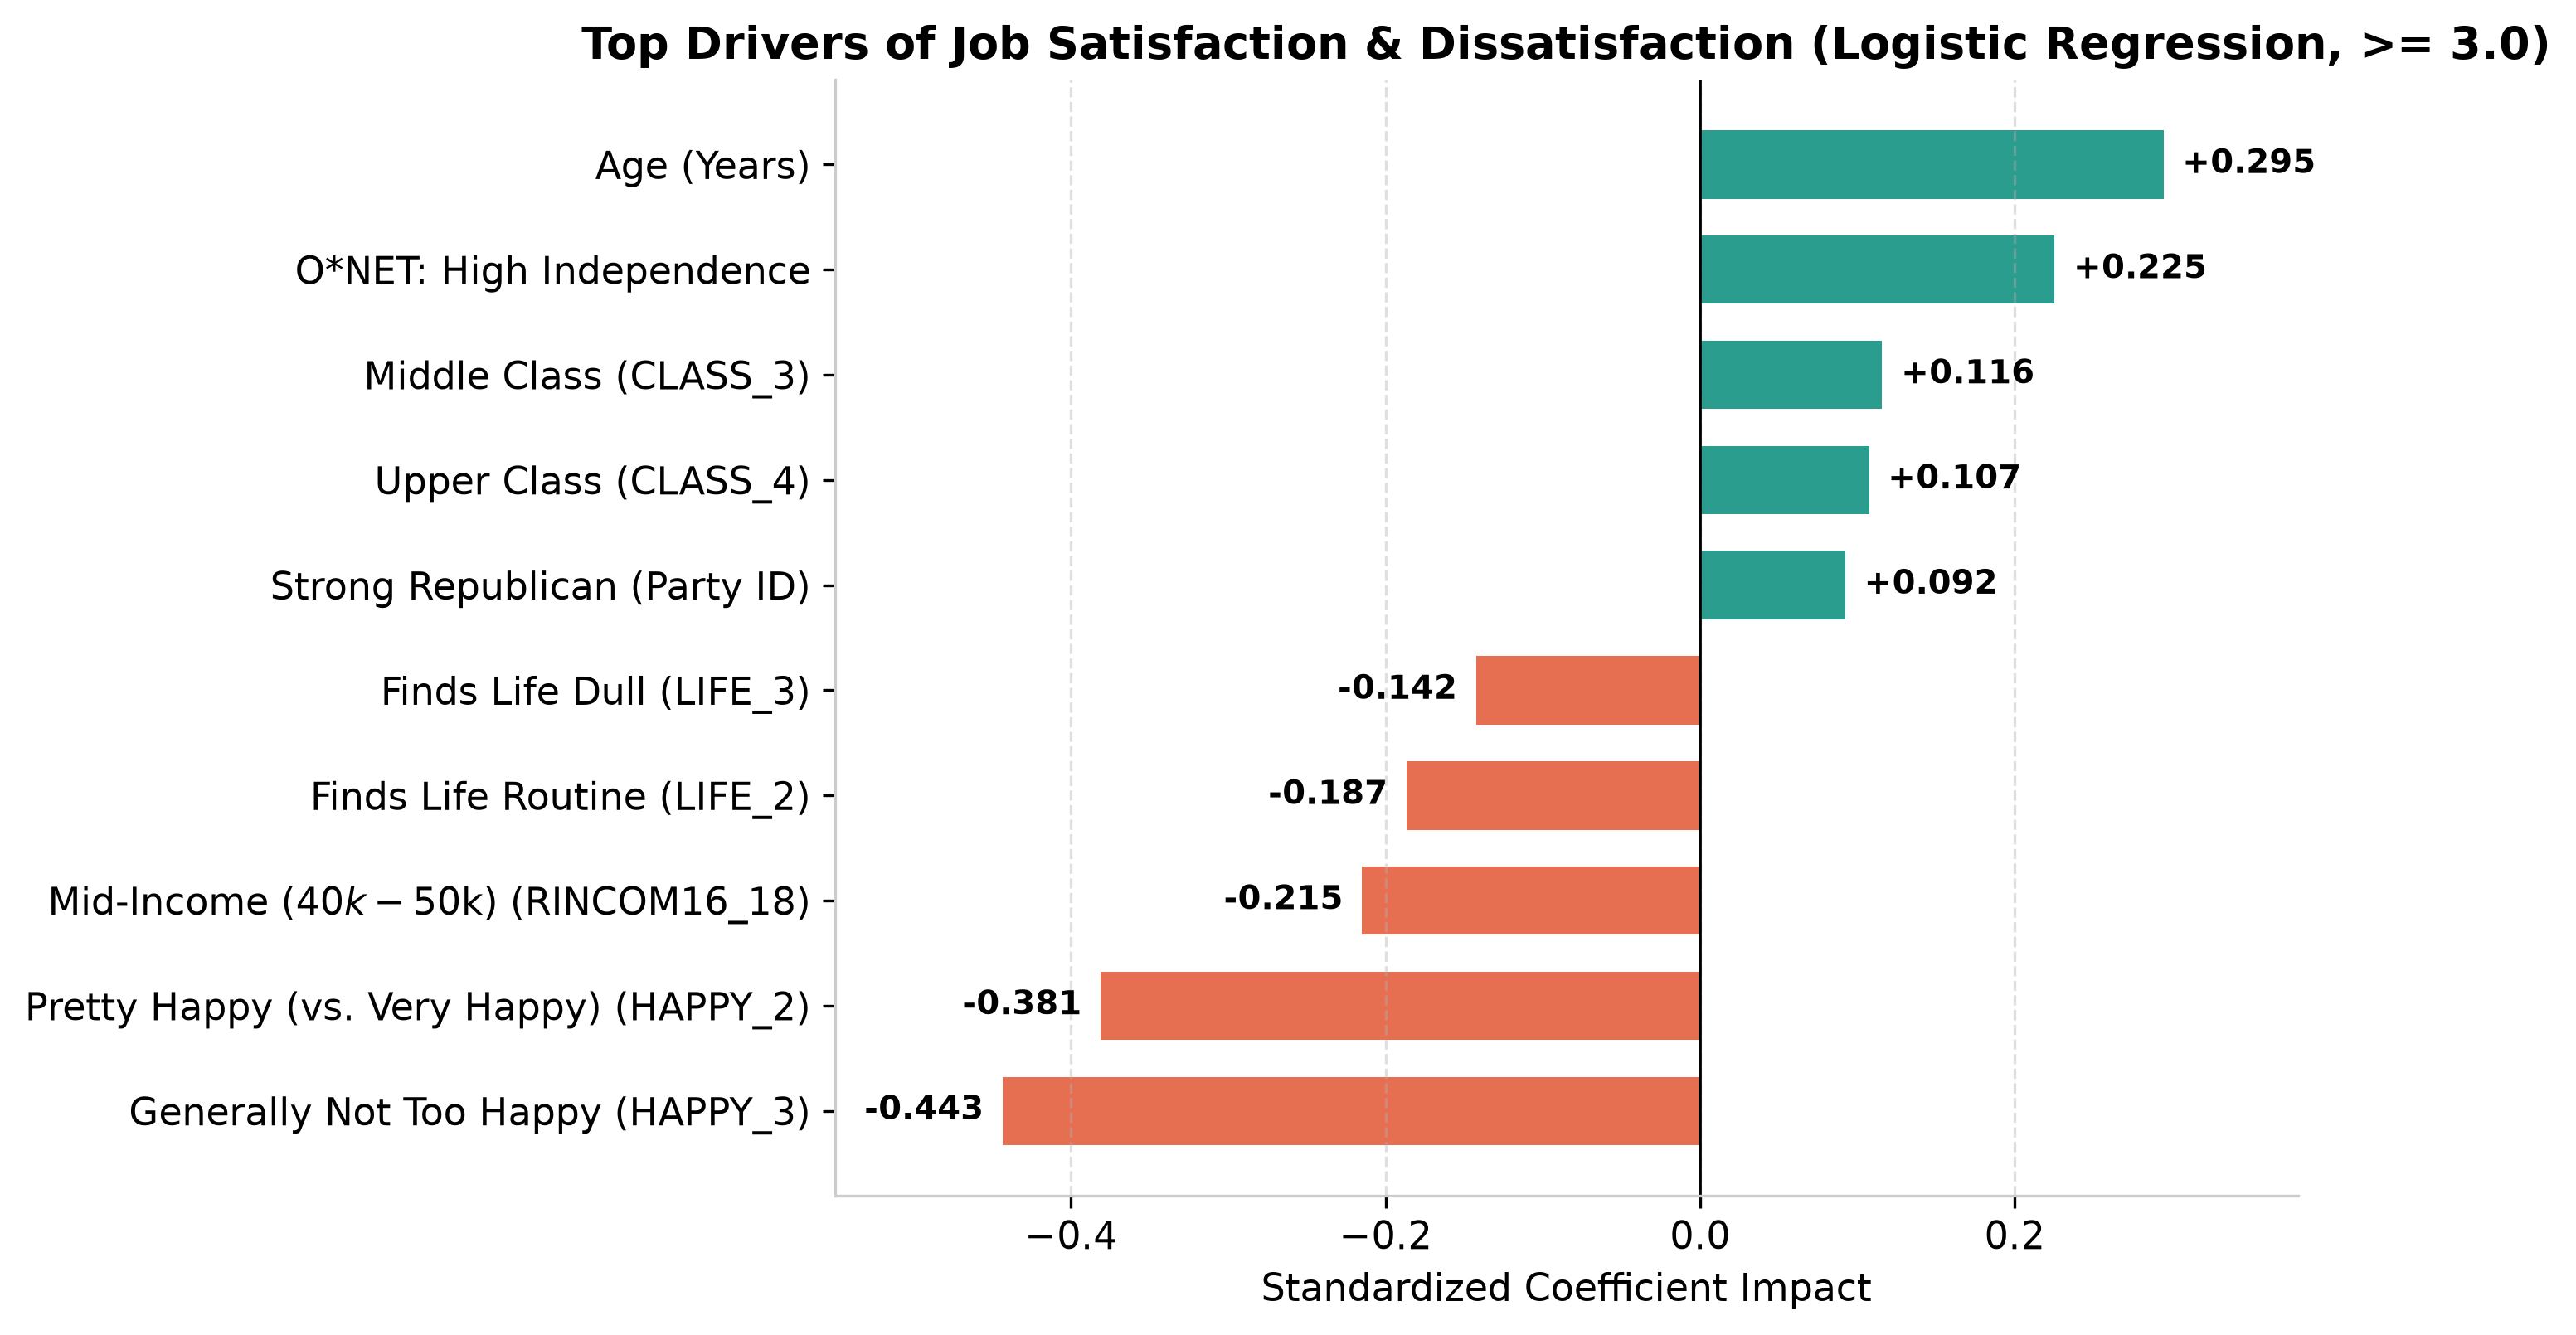 Top Drivers of Job Satisfaction & Dissatisfaction (Logistic Regression, >= 3.0)
Age (Years)
+0.295
O*NET: High Independence
+0.225
Middle Class (CLASS_3)
+0.116
Upper Class (CLASS_4)
+0.107
Strong Republican (Party ID)
+0.092
Finds Life Dull (LIFE_3)
-0.142
Finds Life Routine (LIFE_2)
-0.187
Mid-Income (40k − 50k) (RINCOM16_18)
-0.215
Pretty Happy (vs. Very Happy) (HAPPY_2)
-0.381
Generally Not Too Happy (HAPPY_3)
-0.443
−0.4 −0.2 0.0 0.2
Standardized Coefficient Impact